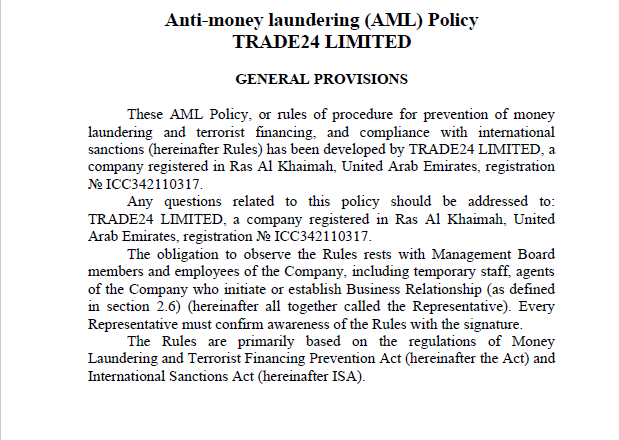 Anti-money laundering (AML) Policy
TRADE24 LIMITED
GENERAL PROVISIONS
These AML Policy, or rules of procedure for prevention of money
laundering and terrorist financing, and compliance with international
sanctions (hereinafter Rules) has been developed by TRADE24 LIMITED, a
company registered in Ras Al Khaimah, United Arab Emirates, registration
№ ICC342110317.
Any questions related to this policy should be addressed to:
TRADE24 LIMITED, a company registered in Ras Al Khaimah, United
Arab Emirates, registration № ICC342110317.
The obligation to observe the Rules rests with Management Board
members and employees of the Company, including temporary staff, agents
of the Company who initiate or establish Business Relationship (as defined
in section 2.6) (hereinafter all together called the Representative). Every
Representative must confirm awareness of the Rules with the signature.
The Rules are primarily based on the regulations of Money
Laundering and Terrorist Financing Prevention Act (hereinafter the Act) and
International Sanctions Act (hereinafter ISA).